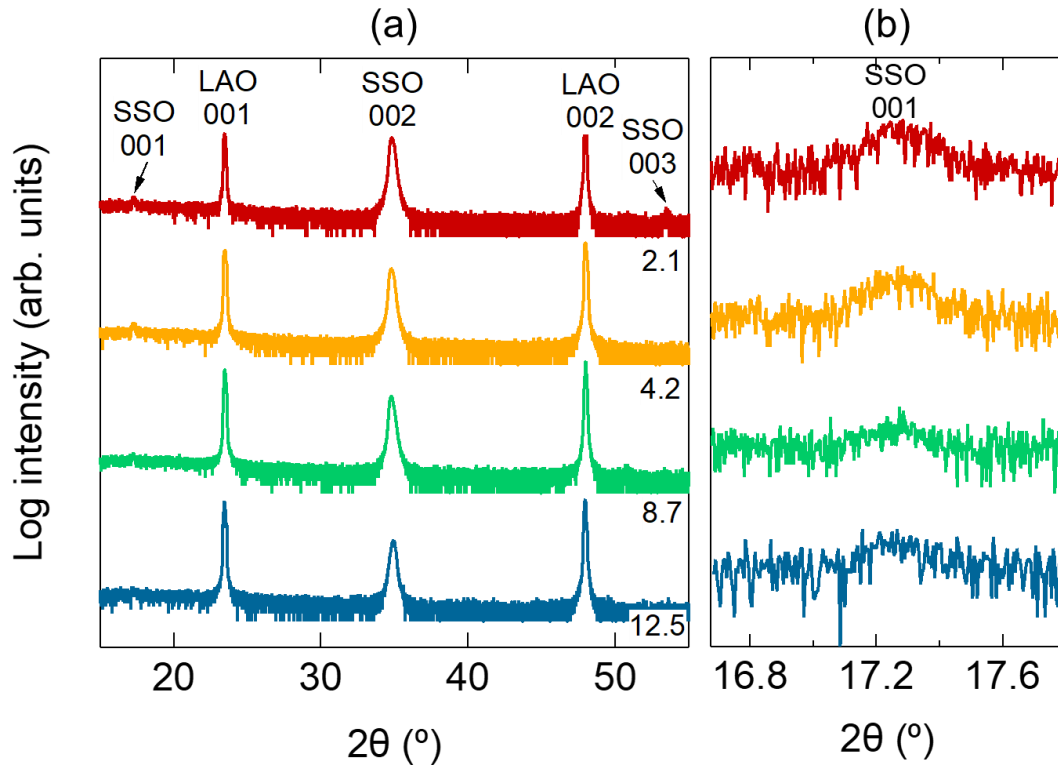 (a)
(b)
LAO
001
SSO
002
LAO
002
SSO
001
SSO
003
SSO
001
2.1
4.2
8.7
12.5
Log intensity (arb. units)
20
30
40
50
16.8
17.2
17.6
2θ (º)
2θ (º)